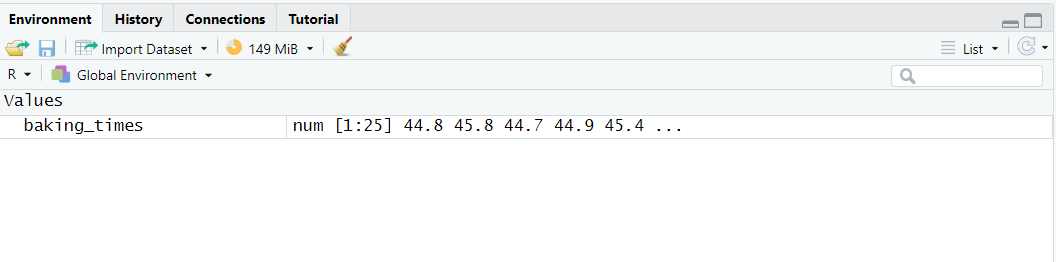 Environment History Connections Tutorial
Import Dataset 149 MiB List
R Global Environment
Values
baking_times num [1:25] 44.8 45.8 44.7 44.9 45.4 ...